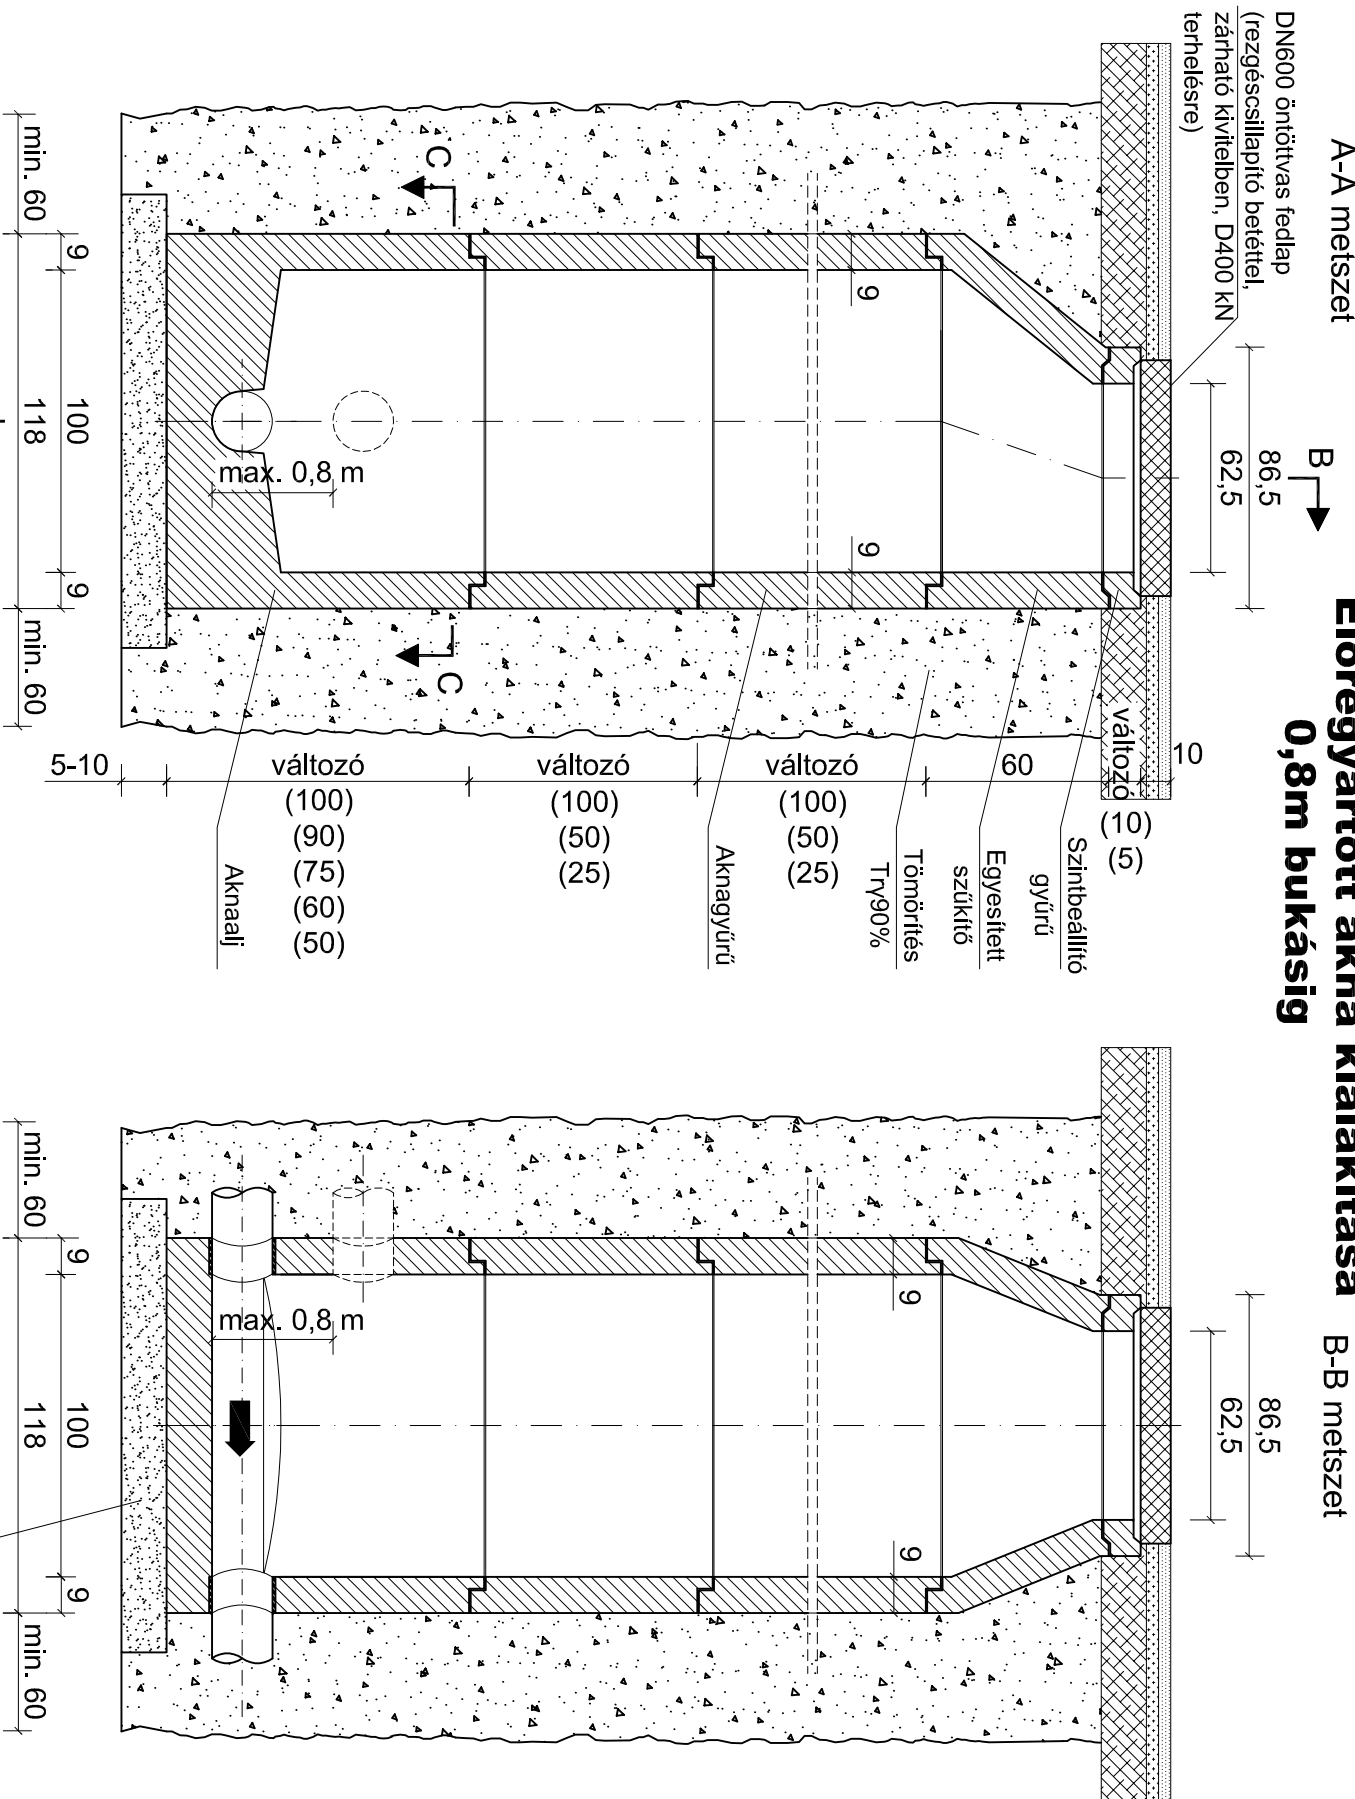 A-A metszet
Előregyártott akna kialakítása
0,8m bukásig
B-B metszet
DN600 öntöttvas fedlap
(rezgéscsillapító betéttel,
zárható kivitelben, D400 kN
terhelésre)
B
86,5
62,5
86,5
62,5
10
változó
(10)
(5)
60
változó
(100)
(50)
(25)
változó
(100)
(50)
(25)
változó
(100)
(90)
(75)
(60)
(50)
5-10
Szintbeállító
gyűrű
Egyesített
szűkítő
Tömörítés
Trγ90%
Aknagyűrű
Aknaalj
9
9
C
C
max. 0,8 m
9
100
9
min. 60
118
min. 60
9
9
max. 0,8 m
9
100
9
min. 60
118
min. 60